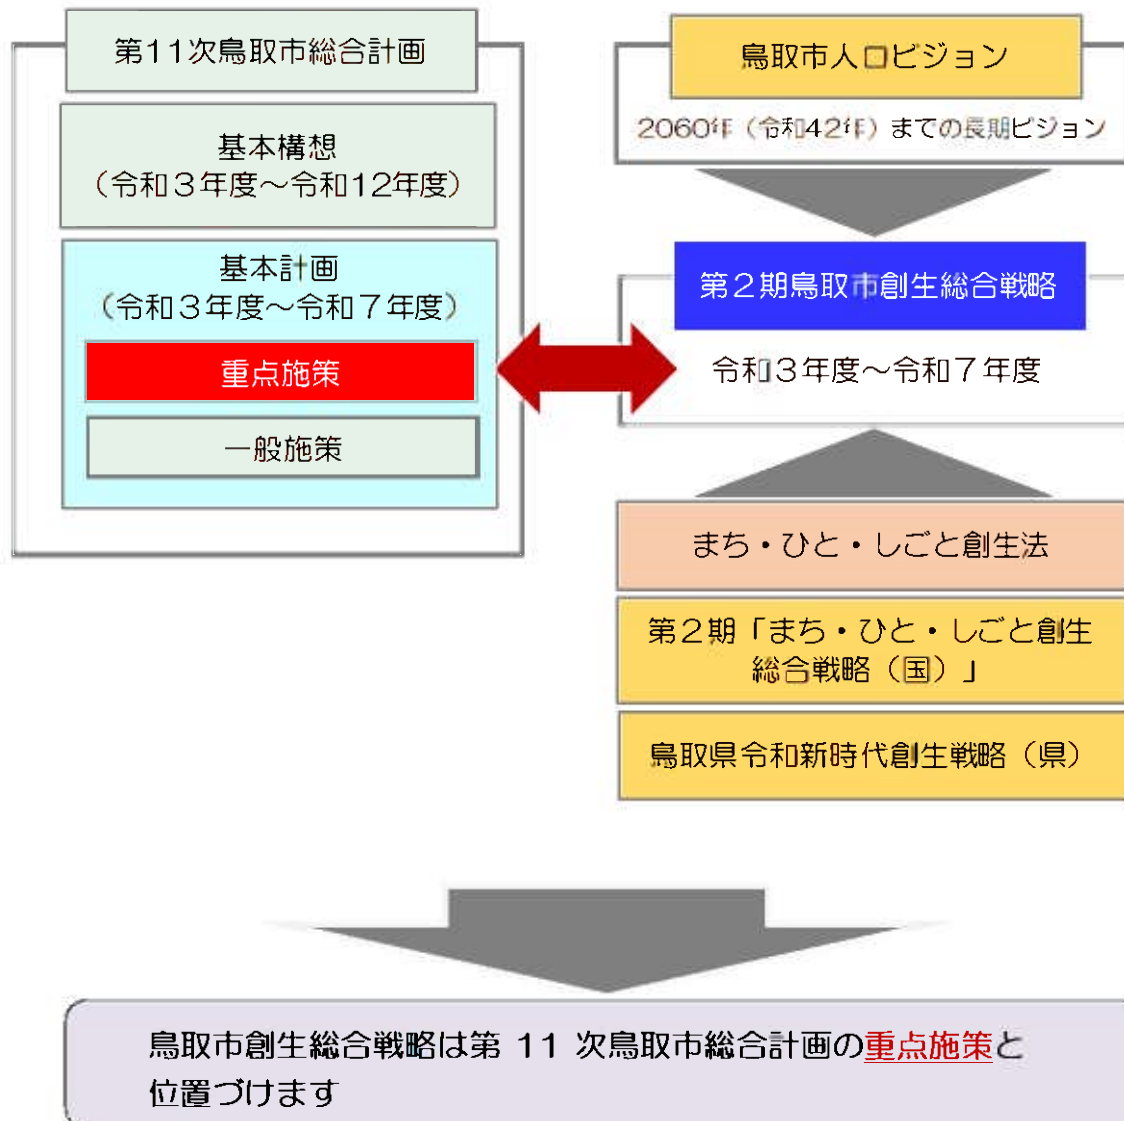 第11次鳥取市総合計画
基本構想
（令和３年度～令和12年度）
基本計画
（令和３年度～令和７年度）
重点施策
一般施策
鳥取市人口ビジョン
2060年（令和42年）までの長期ビジョン
第２期鳥取市創生総合戦略
令和３年度～令和７年度
まち・ひと・しごと創生法
第２期「まち・ひと・しごと創生
総合戦略（国）」
鳥取県令和新時代創生戦略（県）
鳥取市創生総合戦略は第 11 次鳥取市総合計画の重点施策と
位置づけます